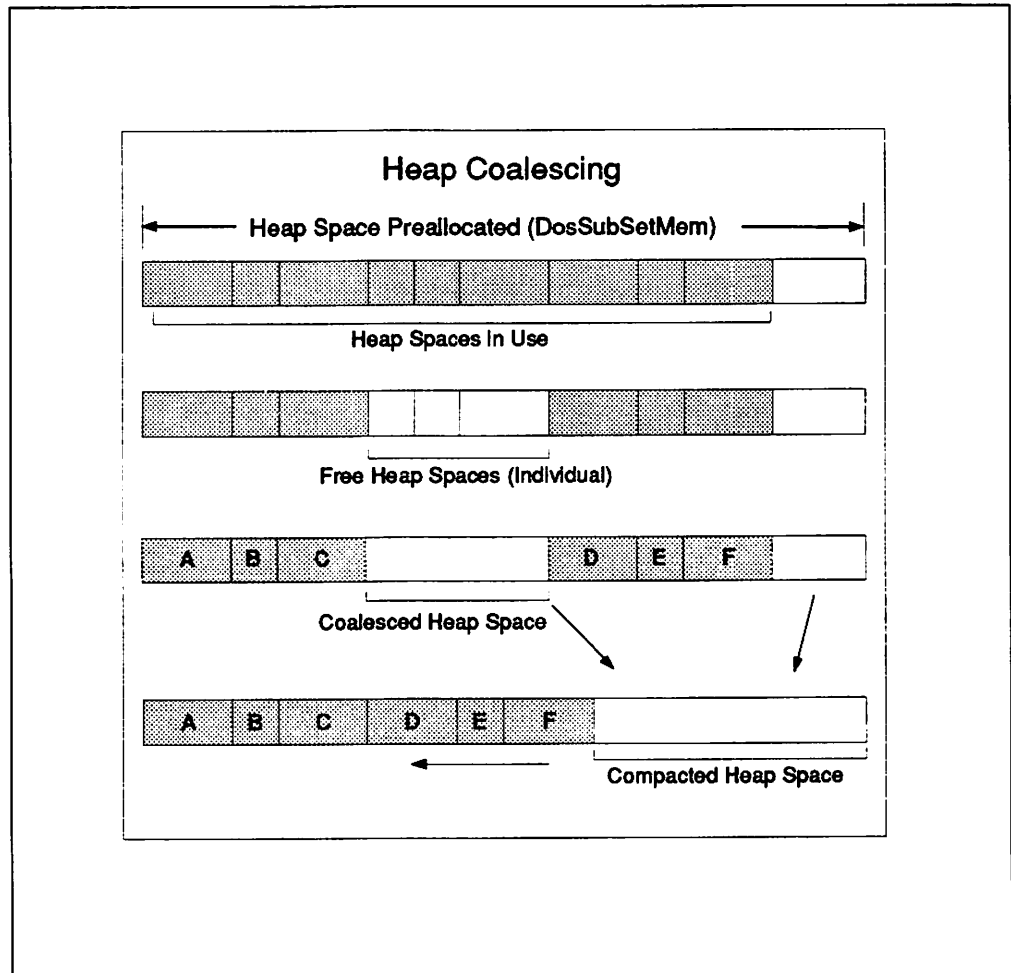 Heap Coalescing
Heap Space Preallocated (DosSubSetMem)
Heap Spaces in Use
Free Heap Spaces (Individual)
A B C D E F
Coalesced Heap Space
A B C D E F
Compacted Heap Space